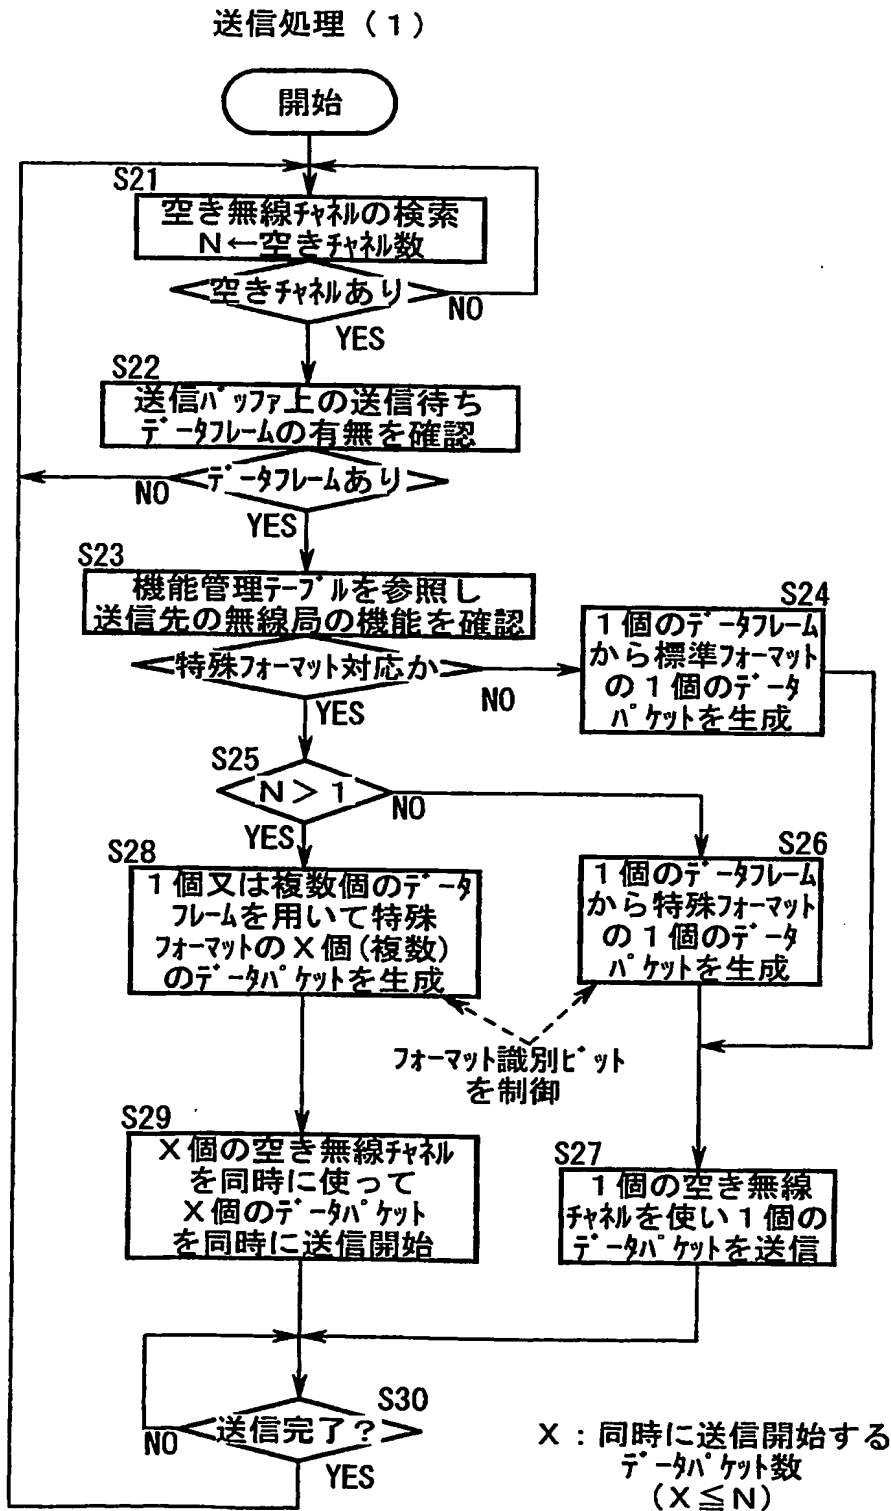 送信処理（１）
開始
S21
空き無線ﾁｬﾈﾙの検索
N←空きﾁｬﾈﾙ数
空きﾁｬﾈﾙあり
NO
YES
S22
送信ﾊﾞｯﾌｧ上の送信待ち
ﾃﾞｰﾀﾌﾚｰﾑの有無を確認
ﾃﾞｰﾀﾌﾚｰﾑあり
NO
YES
S23
機能管理ﾃｰﾌﾞﾙを参照し
送信先の無線局の機能を確認
特殊ﾌｫｰﾏｯﾄ対応か
NO
YES
S24
１個のﾃﾞｰﾀﾌﾚｰﾑ
から標準ﾌｫｰﾏｯﾄ
の１個のﾃﾞｰﾀ
ﾊﾟｹｯﾄを生成
S25
N＞１
NO
YES
S26
１個のﾃﾞｰﾀﾌﾚｰﾑ
から特殊ﾌｫｰﾏｯﾄ
の１個のﾃﾞｰﾀ
ﾊﾟｹｯﾄを生成
S28
１個又は複数個のﾃﾞｰﾀ
ﾌﾚｰﾑを用いて特殊
ﾌｫｰﾏｯﾄのX個(複数)
のﾃﾞｰﾀﾊﾟｹｯﾄを生成
ﾌｫｰﾏｯﾄ識別ﾋﾞｯﾄ
を制御
S29
X個の空き無線ﾁｬﾈﾙ
を同時に使って
X個のﾃﾞｰﾀﾊﾟｹｯﾄ
を同時に送信開始
S27
１個の空き無線
ﾁｬﾈﾙを使い１個の
ﾃﾞｰﾀﾊﾟｹｯﾄを送信
S30
送信完了？
NO
YES
X：同時に送信開始する
ﾃﾞｰﾀﾊﾟｹｯﾄ数
（X≦N）